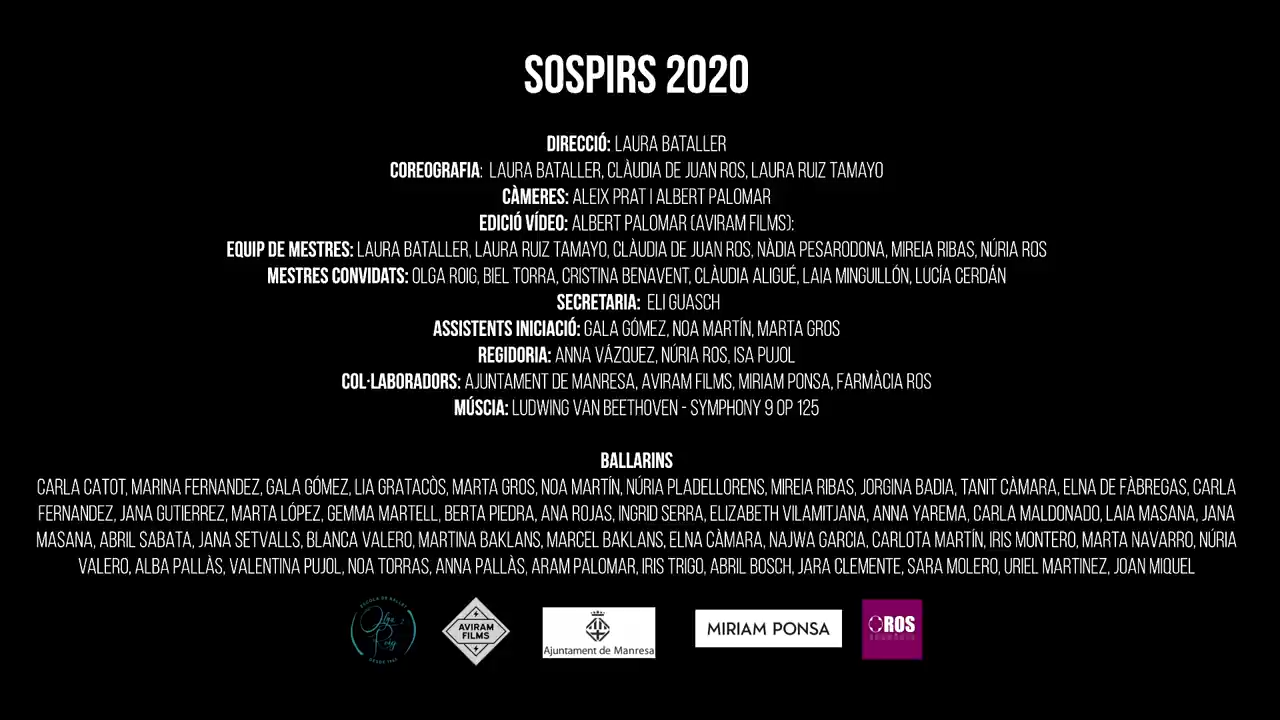 SOSPIRS 2020
DIRECCIÓ: LAURA BATALLER
COREOGRAFIA: LAURA BATALLER, CLÀUDIA DE JUAN ROS, LAURA RUIZ TAMAYO
CÀMERES: ALEIX PRAT I ALBERT PALOMAR
EDICIÓ VÍDEO: ALBERT PALOMAR (AVIRAM FILMS):
EQUIP DE MESTRES: LAURA BATALLER, LAURA RUIZ TAMAYO, CLÀUDIA DE JUAN ROS, NÀDIA PESARODONA, MIREIA RIBAS, NÚRIA ROS
MESTRES CONVIDATS: OLGA ROIG, BIEL TORRA, CRISTINA BENAVENT, CLÀUDIA ALIGUÉ, LAIA MINGUILLÓN, LUCÍA CERDÁN
SECRETARIA: ELI GUASCH
ASSISTENTS INICIACIÓ: GALA GÓMEZ, NOA MARTÍN, MARTA GROS
REGIDORIA: ANNA VÁZQUEZ, NÚRIA ROS, ISA PUJOL
COL·LABORADORS: AJUNTAMENT DE MANRESA, AVIRAM FILMS, MIRIAM PONSA, FARMÀCIA ROS
MÚSCIA: LUDWING VAN BEETHOVEN - SYMPHONY 9 OP 125
BALLARINS
CARLA CATOT, MARINA FERNANDEZ, GALA GÓMEZ, LIA GRATACÒS, MARTA GROS, NOA MARTÍN, NÚRIA PLADELLORENS, MIREIA RIBAS, JORGINA BADIA, TANIT CÀMARA, ELNA DE FÀBREGAS, CARLA
FERNANDEZ, JANA GUTIERREZ, MARTA LÓPEZ, GEMMA MARTELL, BERTA PIEDRA, ANA ROJAS, INGRID SERRA, ELIZABETH VILAMITJANA, ANNA YAREMA, CARLA MALDONADO, LAIA MASANA, JANA
MASANA, ABRIL SABATA, JANA SETVALLS, BLANCA VALERO, MARTINA BAKLANS, MARCEL BAKLANS, ELNA CÀMARA, NAJWA GARCIA, CARLOTA MARTÍN, IRIS MONTERO, MARTA NAVARRO, NÚRIA
VALERO, ALBA PALLÀS, VALENTINA PUJOL, NOA TORRAS, ANNA PALLÀS, ARAM PALOMAR, IRIS TRIGO, ABRIL BOSCH, JARA CLEMENTE, SARA MOLERO, URIEL MARTINEZ, JOAN MIQUEL
ESCOLA DE BALLET
Olga Roig
AVIRAM
FILMS
Ajuntament de Manresa
MIRIAM PONSA
ROS